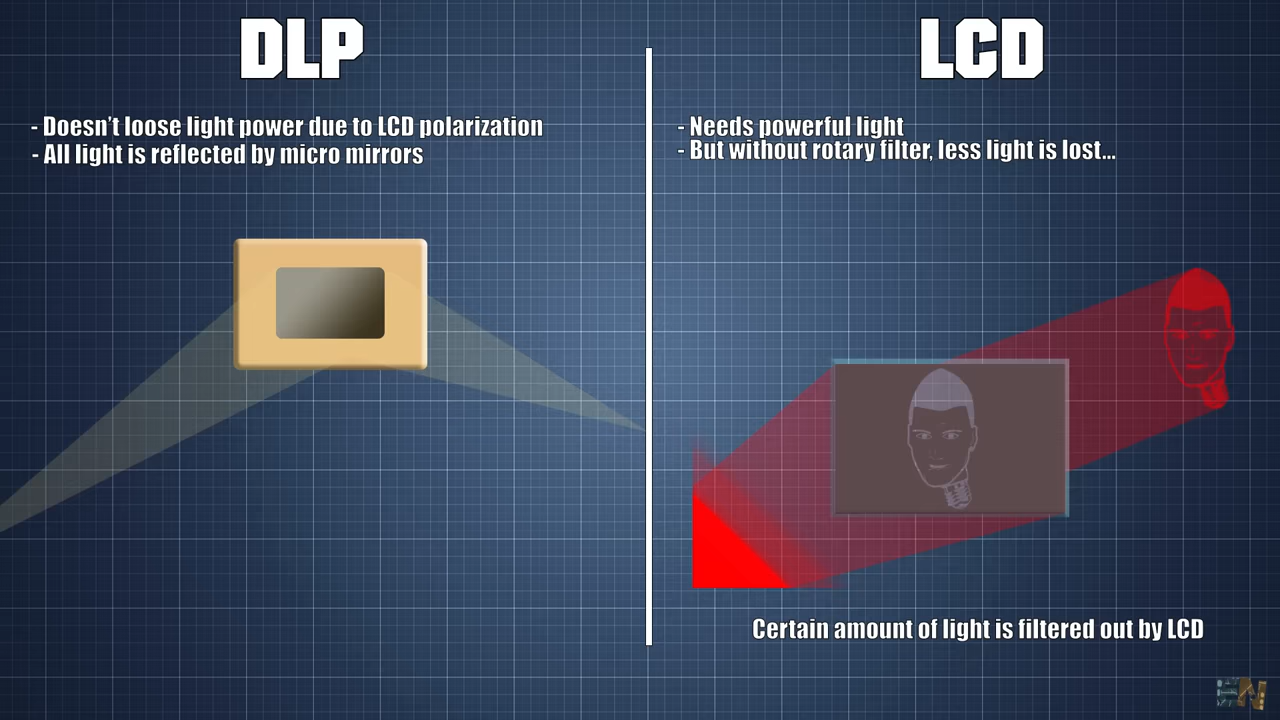 DLP
- Doesn't loose light power due to LCD polarization
- All light is reflected by micro mirrors
LCD
- Needs powerful light
- But without rotary filter, less light is lost...
Certain amount of light is filtered out by LCD
EN